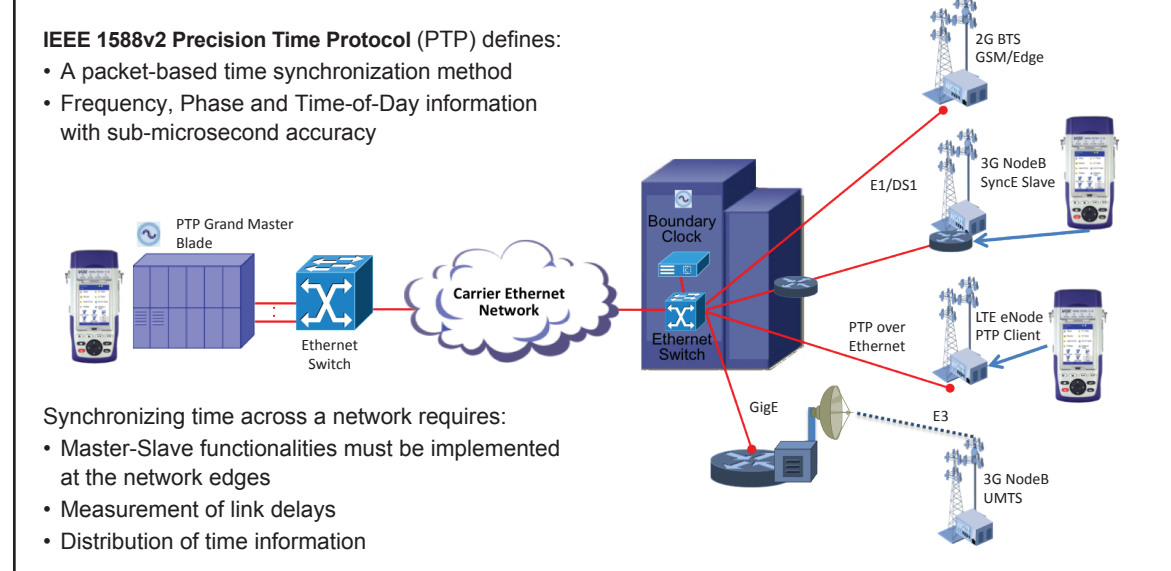 IEEE 1588v2 Precision Time Protocol (PTP) defines:
• A packet-based time synchronization method
• Frequency, Phase and Time-of-Day information
with sub-microsecond accuracy
PTP Grand Master
Blade
Ethernet
Switch
Carrier Ethernet
Network
Boundary
Clock
Ethernet
Switch
E1/DS1
PTP over
Ethernet
GigE
E3
2G BTS
GSM/Edge
3G NodeB
SyncE Slave
LTE eNode
PTP Client
3G NodeB
UMTS
Synchronizing time across a network requires:
• Master-Slave functionalities must be implemented
at the network edges
• Measurement of link delays
• Distribution of time information